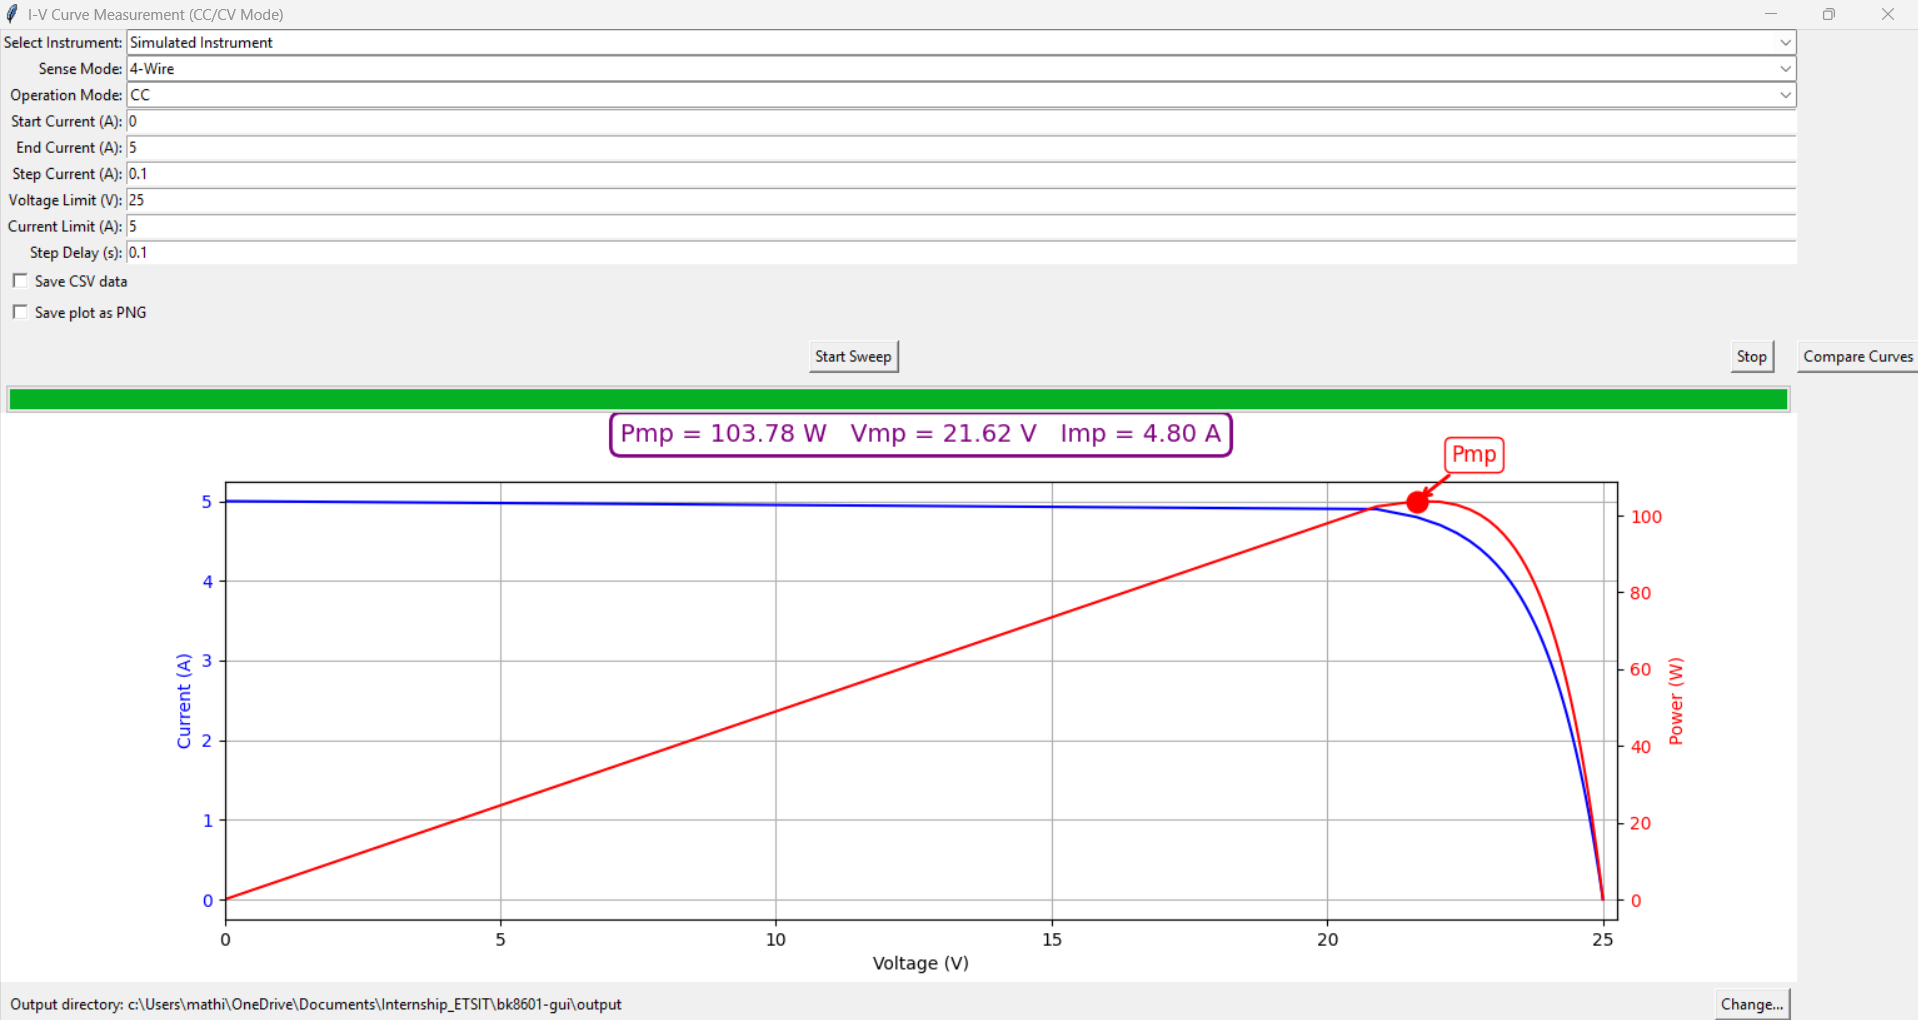 I-V Curve Measurement (CC/CV Mode)
Select Instrument: Simulated Instrument
Sense Mode: 4-Wire
Operation Mode: CC
Start Current (A): 0
End Current (A): 5
Step Current (A): 0.1
Voltage Limit (V): 25
Current Limit (A): 5
Step Delay (s): 0.1
Save CSV data
Save plot as PNG
Start Sweep
Stop
Compare Curves
Pmp = 103.78 W   Vmp = 21.62 V   Imp = 4.80 A
Pmp
5
4
3
2
1
0
Current (A)
100
80
60
40
20
0
Power (W)
0 5 10 15 20 25
Voltage (V)
Output directory: c:\Users\mathi\OneDrive\Documents\Internship_ETSIT\bk8601-gui\output
Change...